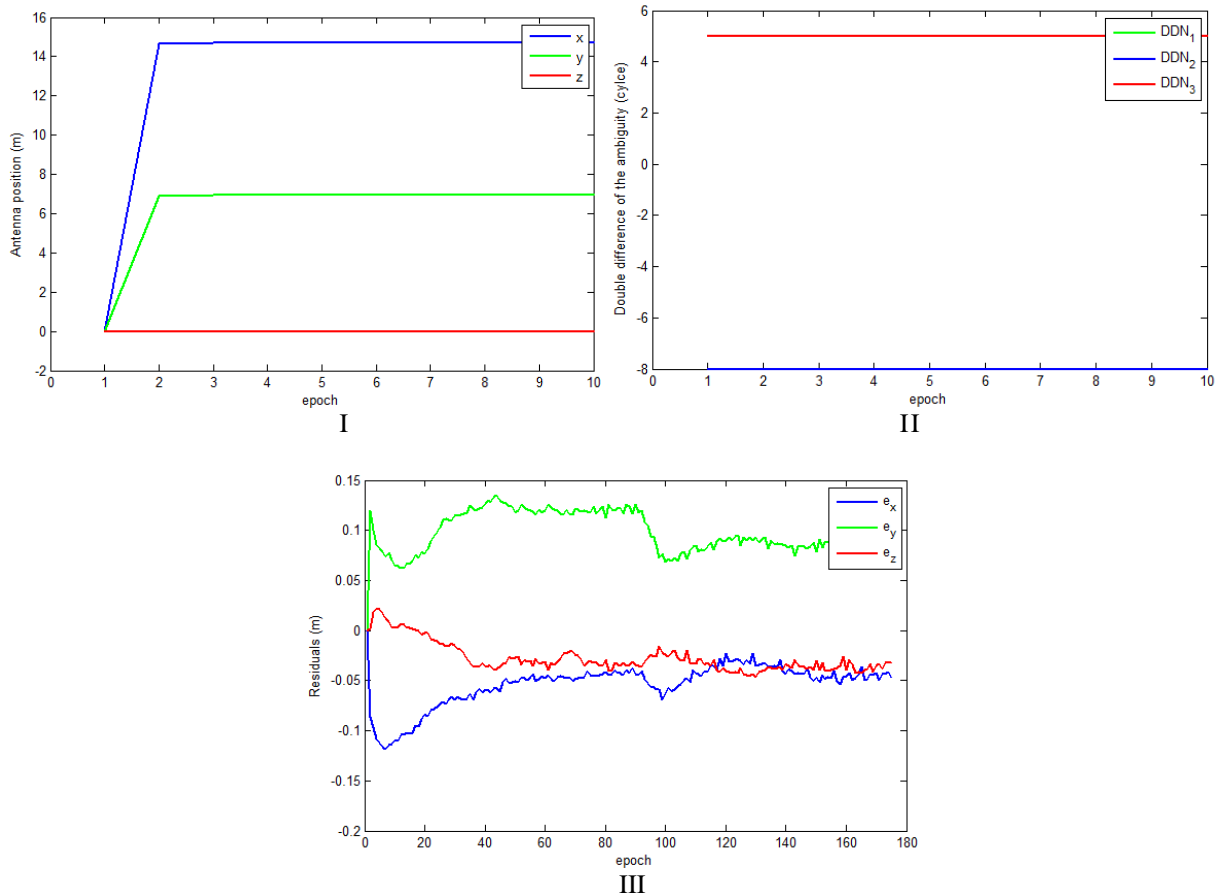 16
14
12
10
8
6
4
2
0
-2
Antenna position (m)
x
y
z
0 1 2 3 4 5 6 7 8 9 10
epoch
I
6
4
2
0
-2
-4
-6
-8
Double difference of the ambiguity (cylce)
DDN1
DDN2
DDN3
0 1 2 3 4 5 6 7 8 9 10
epoch
II
0.15
0.1
0.05
0
-0.05
-0.1
-0.15
-0.2
Residuals (m)
e_x
e_y
e_z
0 20 40 60 80 100 120 140 160 180
epoch
III